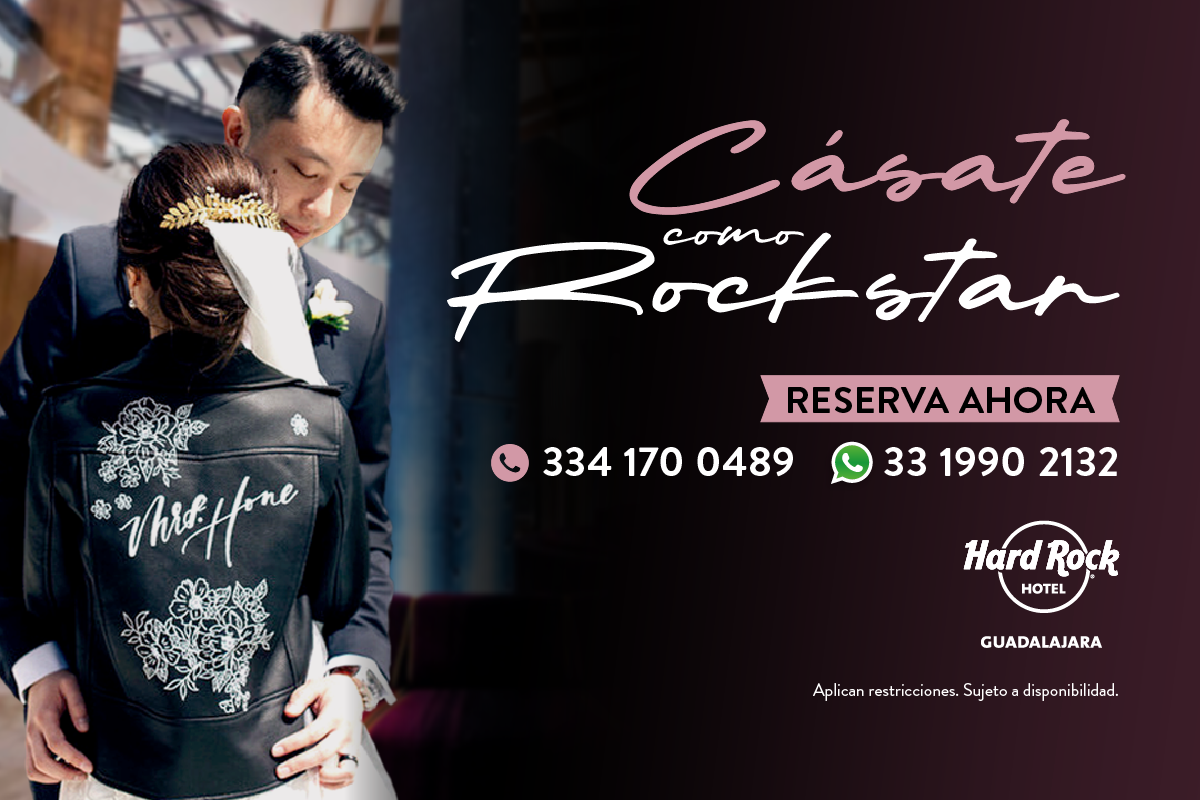 Cásate
como
Rockstar
RESERVA AHORA
334 170 0489 33 1990 2132
Mrs. Hone
Hard Rock
HOTEL
GUADALAJARA
Aplican restricciones. Sujeto a disponibilidad.